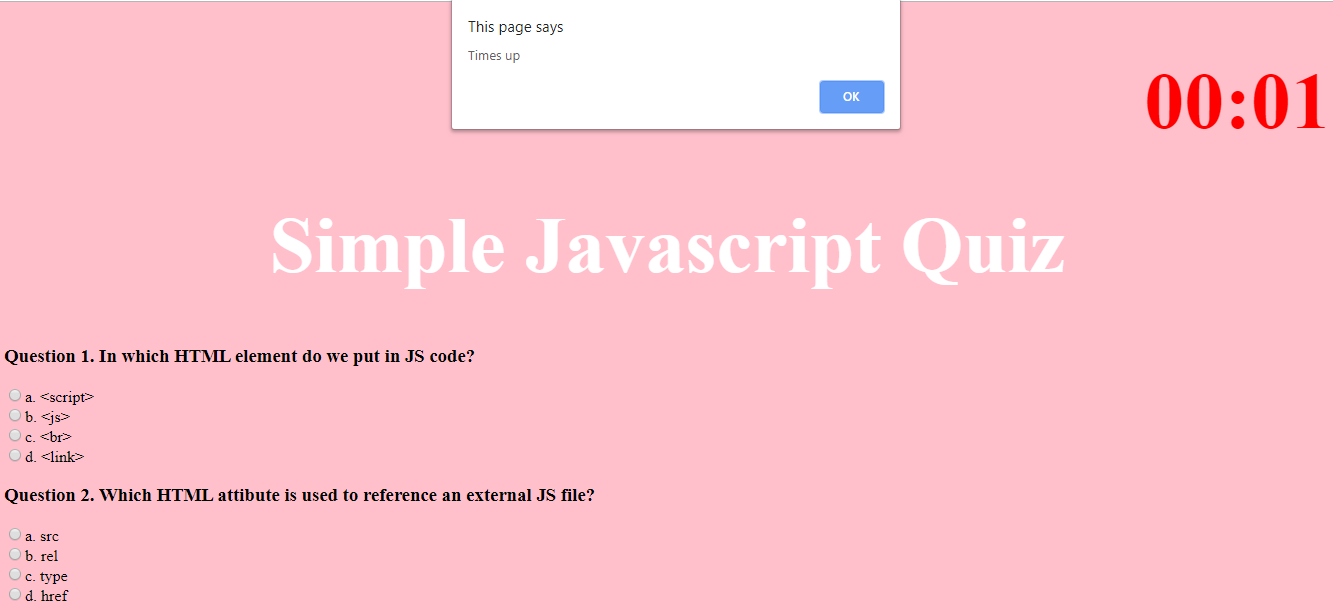 This page says
Times up
OK
00:01
Simple Javascript Quiz
Question 1. In which HTML element do we put in JS code?
a. <script>
b. <js>
c. <br>
d. <link>
Question 2. Which HTML attibute is used to reference an external JS file?
a. src
b. rel
c. type
d. href